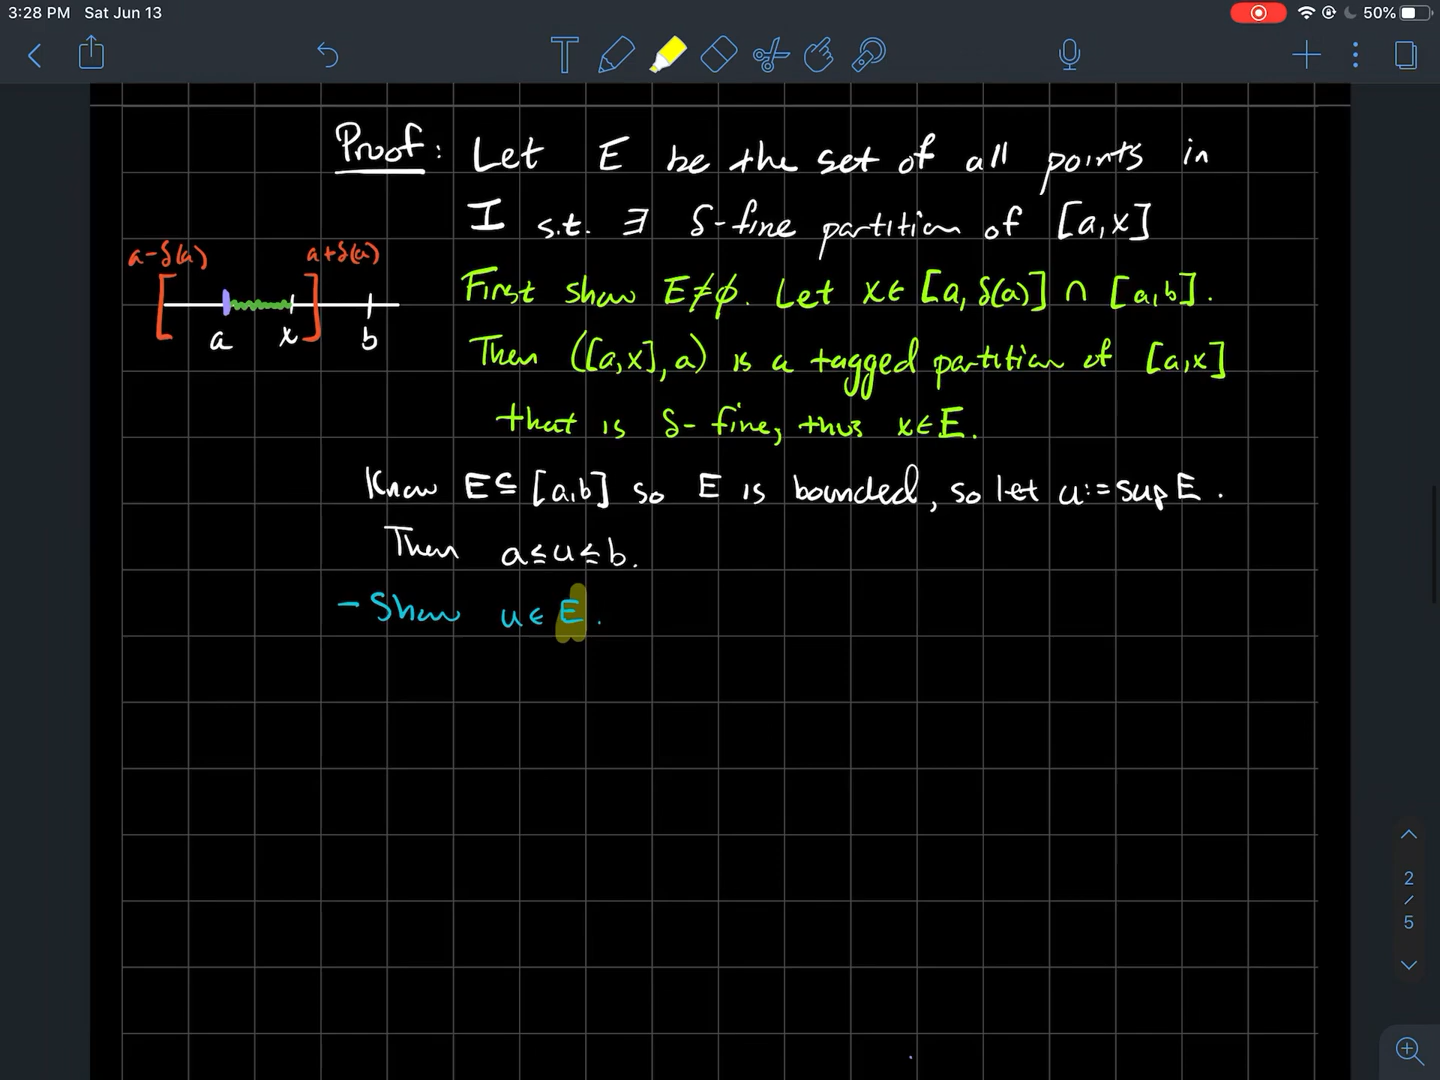 3:28 PM Sat Jun 13
50%
T
Proof: Let E be the set of all points in
I s.t. ∃ δ-fine partition of [a,x]
a-δ(a) a+δ(a)
a x b
First show E≠∅. Let x∈[a,δ(a)]∩[a,b].
Then ([a,x],a) is a tagged partition of [a,x]
that is δ-fine, thus x∈E.
Know E⊆[a,b] so E is bounded, so let u:=sup E.
Then a≤u≤b.
- Show u∈E.
2
/
5